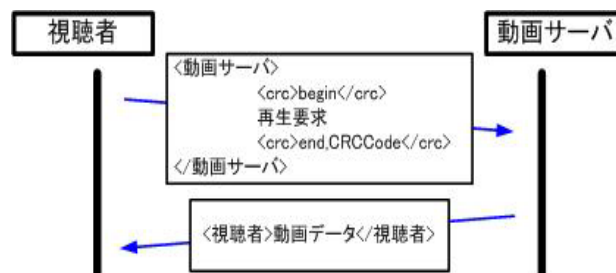 視聴者
動画サーバ
<動画サーバ>
<crc>begin</crc>
再生要求
<crc>end,CRCCode</crc>
</動画サーバ>
<視聴者>動画データ</視聴者>